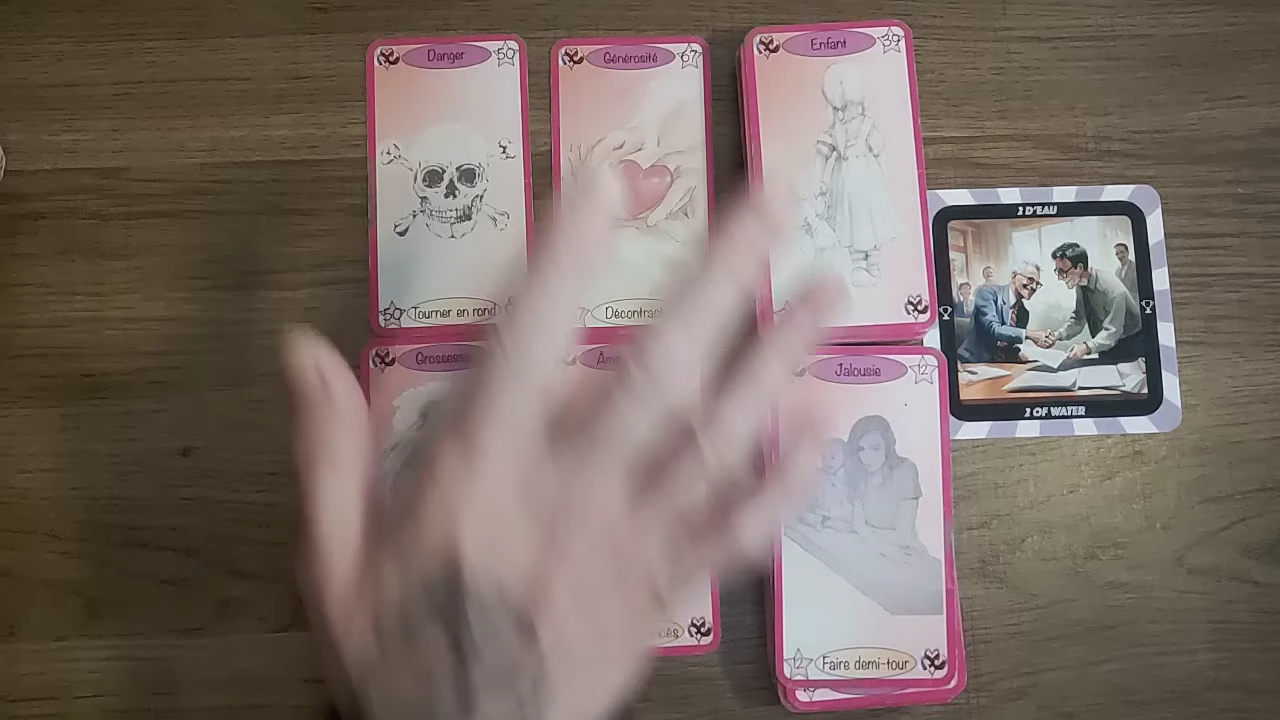 Danger 50
50 Tourner en rond
Générosité 67
Enfant 39
2 D'EAU
2 OF WATER
Jalousie 12
12 Faire demi-tour